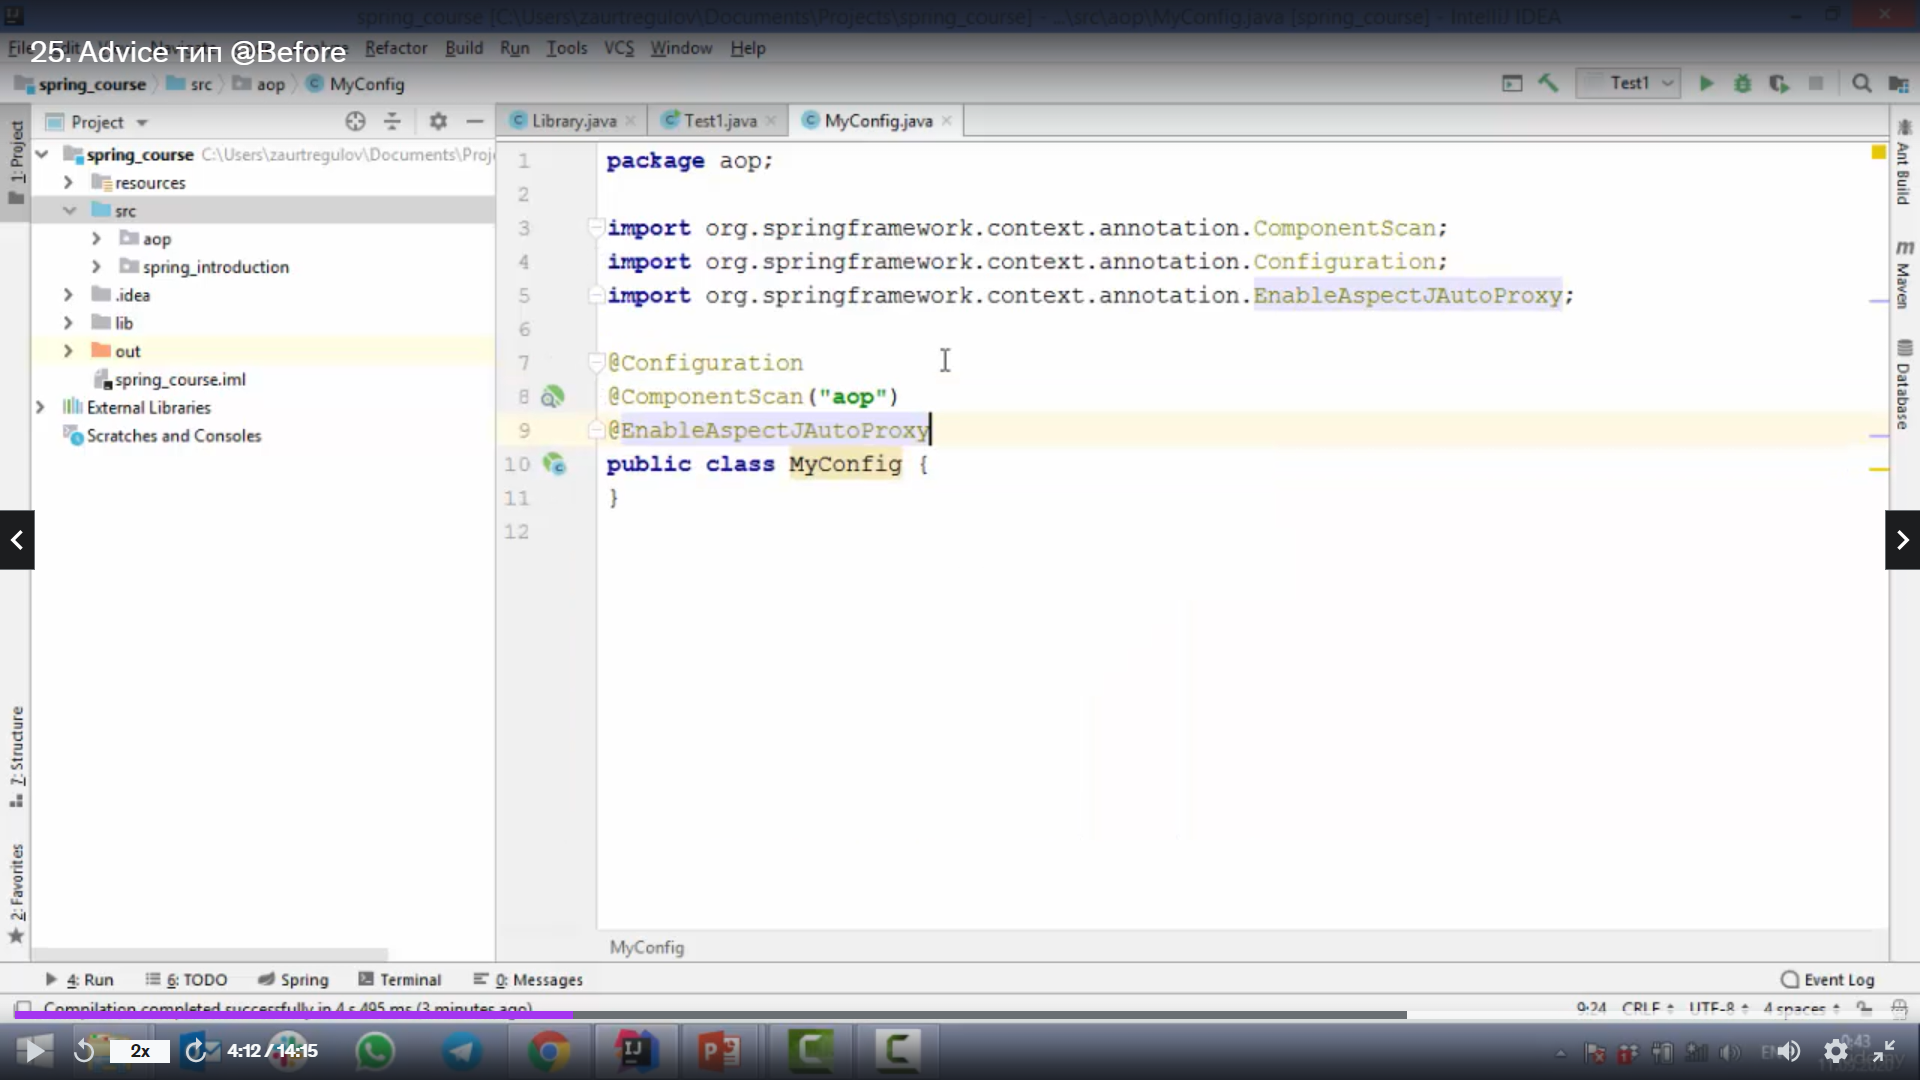 spring_course [C:\Users\zaurtregulov\Documents\Projects\spring_course] - ...\src\aop\MyConfig.java [spring_course] - IntelliJ IDEA
25. Advice тип @Before
Refactor Build Run Tools VCS Window Help
spring_course src aop MyConfig
Test1
Project
Library.java Test1.java MyConfig.java
spring_course C:\Users\zaurtregulov\Documents\Proj
resources
src
aop
spring_introduction
.idea
lib
out
spring_course.iml
External Libraries
Scratches and Consoles
1: Project
7: Structure
2: Favorites
1 package aop;
2
3 import org.springframework.context.annotation.ComponentScan;
4 import org.springframework.context.annotation.Configuration;
5 import org.springframework.context.annotation.EnableAspectJAutoProxy;
6
7 @Configuration
8 @ComponentScan("aop")
9 @EnableAspectJAutoProxy
10 public class MyConfig {
11 }
12
Ant Build
Maven
Database
MyConfig
4: Run 6: TODO Spring Terminal 0: Messages Event Log
Compilation completed successfully in 4 s 495 ms (3 minutes ago)
9:24 CRLF UTF-8 4 spaces
2x 4:12 / 14:15